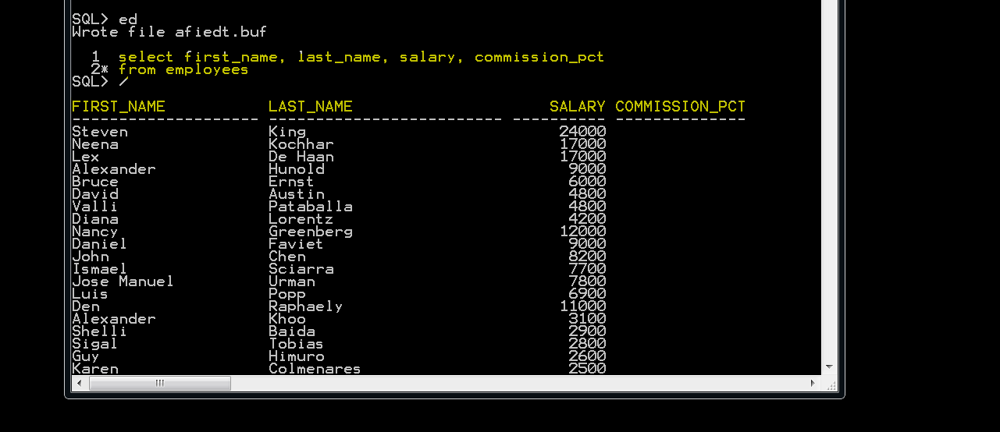 SQL> ed
Wrote file afiedt.buf
1 select first_name, last_name, salary, commission_pct
2* from employees
SQL> /
FIRST_NAME LAST_NAME SALARY COMMISSION_PCT
-------------------- ------------------------- ---------- --------------
Steven King 24000
Neena Kochhar 17000
Lex De Haan 17000
Alexander Hunold 9000
Bruce Ernst 6000
David Austin 4800
Valli Pataballa 4800
Diana Lorentz 4200
Nancy Greenberg 12000
Daniel Faviet 9000
John Chen 8200
Ismael Sciarra 7700
Jose Manuel Urman 7800
Luis Popp 6900
Den Raphaely 11000
Alexander Khoo 3100
Shelli Baida 2900
Sigal Tobias 2800
Guy Himuro 2600
Karen Colmenares 2500